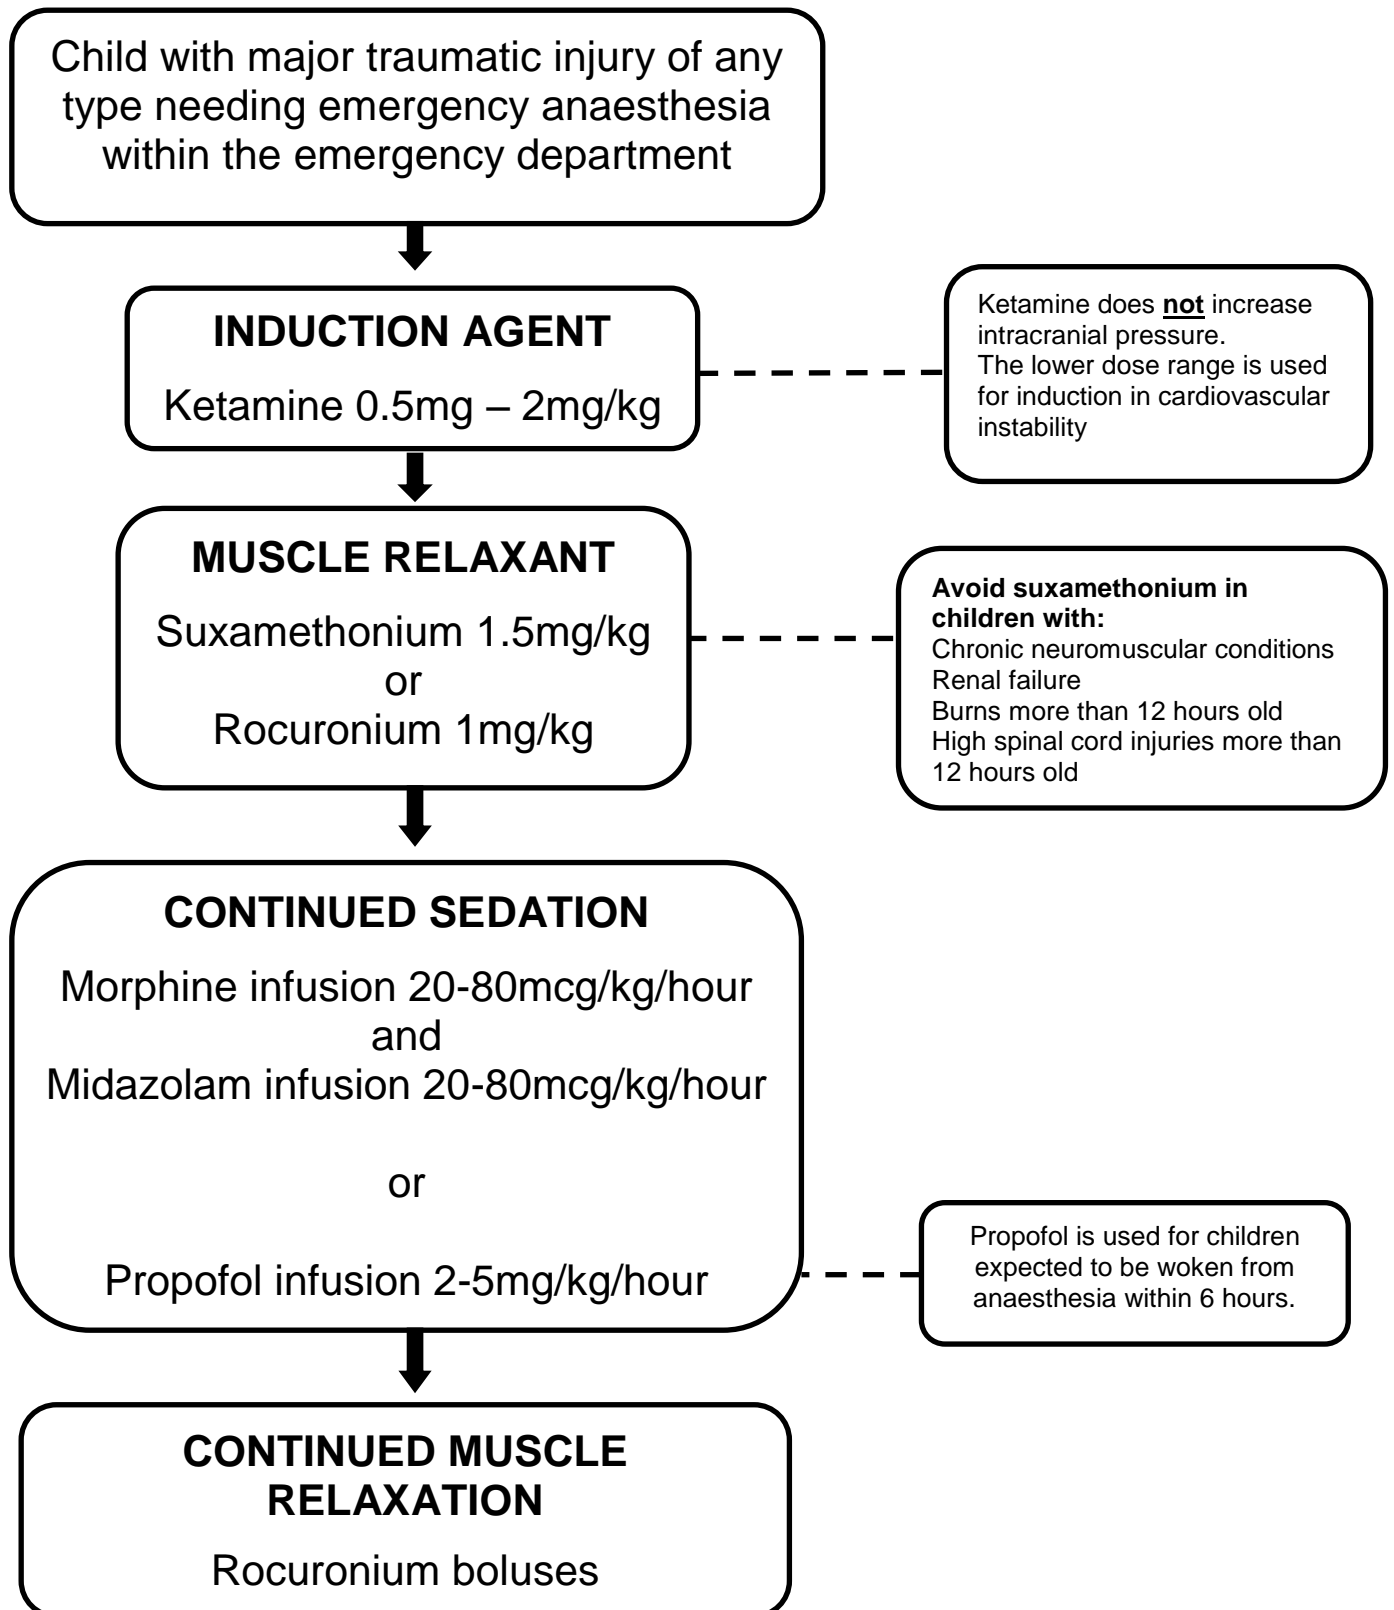 Child with major traumatic injury of any
type needing emergency anaesthesia
within the emergency department
INDUCTION AGENT
Ketamine 0.5mg – 2mg/kg
Ketamine does not increase
intracranial pressure.
The lower dose range is used
for induction in cardiovascular
instability
MUSCLE RELAXANT
Suxamethonium 1.5mg/kg
or
Rocuronium 1mg/kg
Avoid suxamethonium in
children with:
Chronic neuromuscular conditions
Renal failure
Burns more than 12 hours old
High spinal cord injuries more than
12 hours old
CONTINUED SEDATION
Morphine infusion 20-80mcg/kg/hour
and
Midazolam infusion 20-80mcg/kg/hour
or
Propofol infusion 2-5mg/kg/hour
Propofol is used for children
expected to be woken from
anaesthesia within 6 hours.
CONTINUED MUSCLE
RELAXATION
Rocuronium boluses